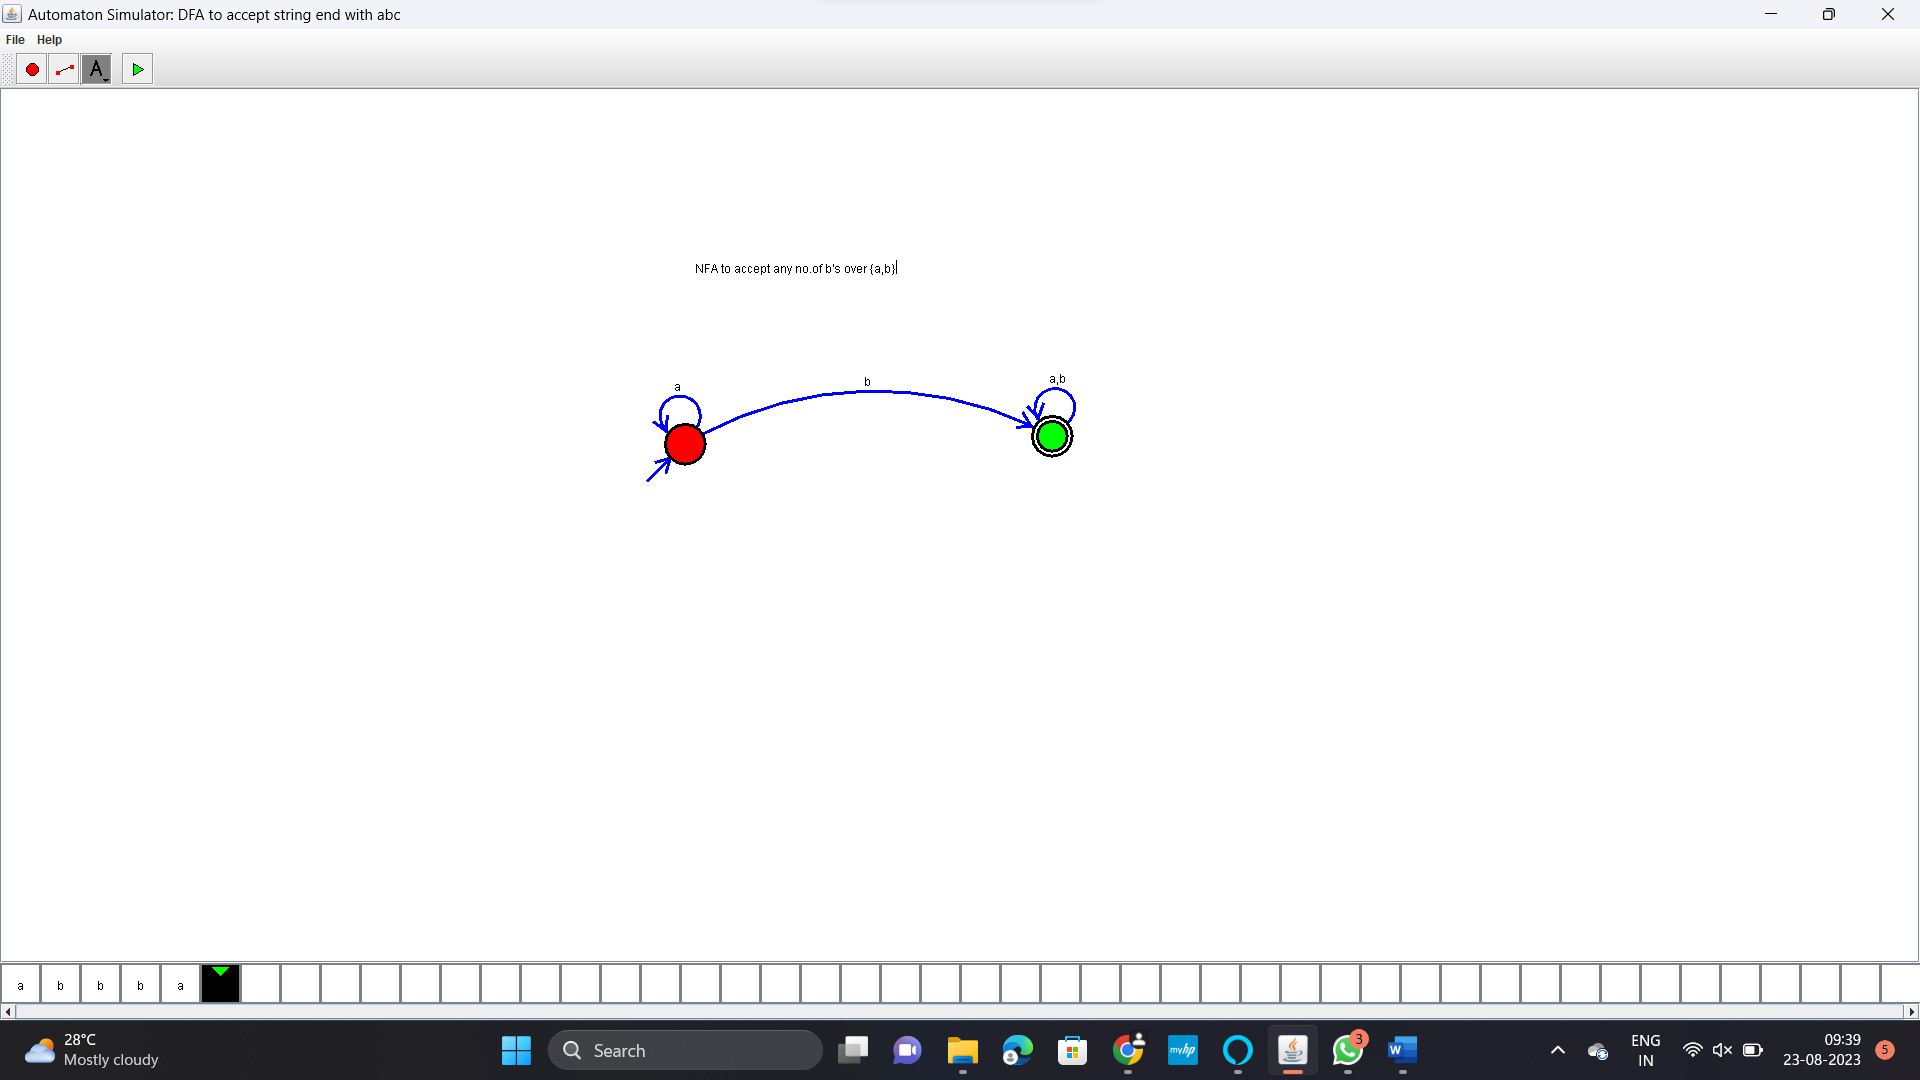 Automaton Simulator: DFA to accept string end with abc
File Help
A
NFA to accept any no.of b's over {a,b}
a
b
a,b
a b b b a
28°C
Mostly cloudy
Search
myhp
3
W
ENG
IN
09:39
23-08-2023
5